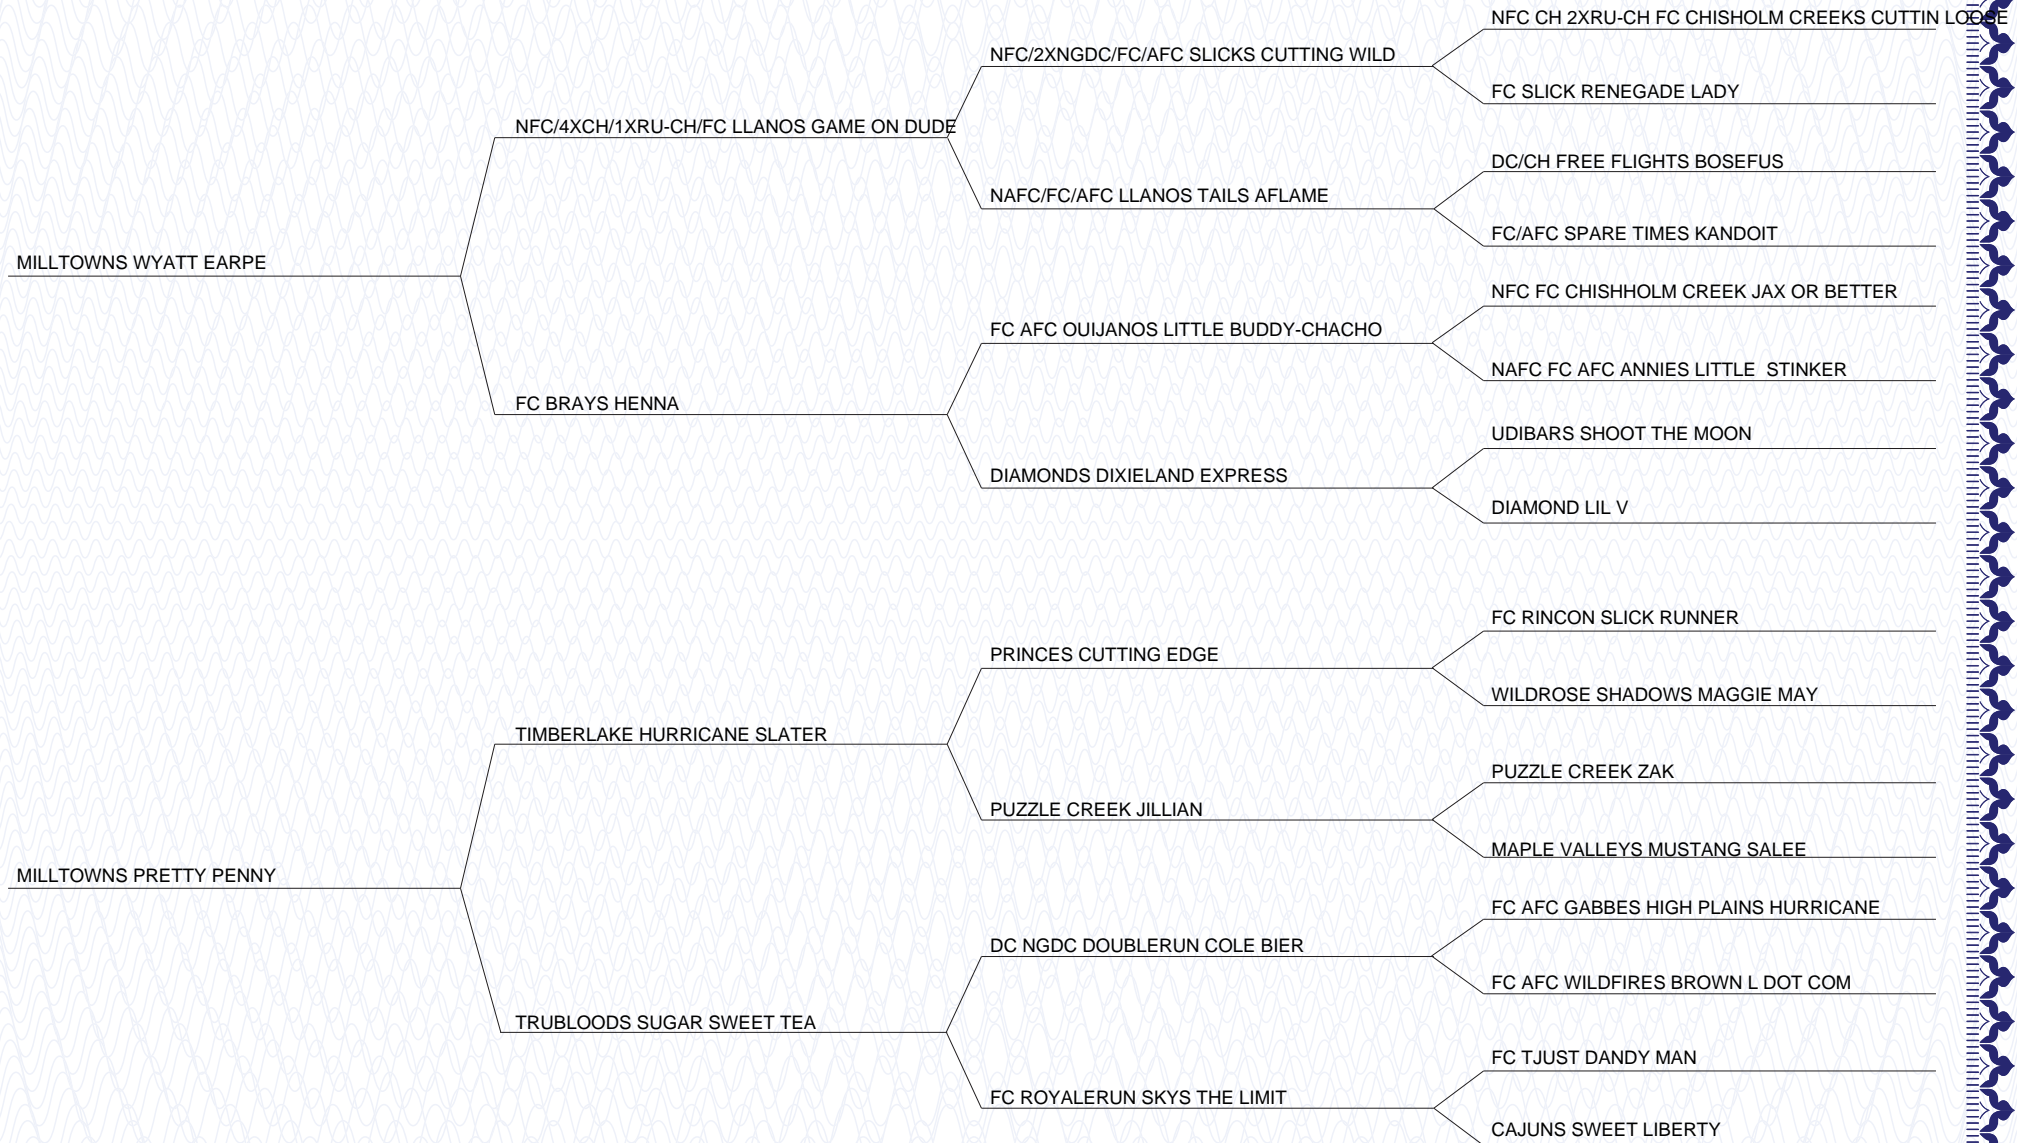 NFC CH 2XRU-CH FC CHISHOLM CREEKS CUTTIN LOOSE
NFC/2XNGDC/FC/AFC SLICKS CUTTING WILD
FC SLICK RENEGADE LADY
NFC/4XCH/1XRU-CH/FC LLANOS GAME ON DUDE
DC/CH FREE FLIGHTS BOSEFUS
NAFC/FC/AFC LLANOS TAILS AFLAME
FC/AFC SPARE TIMES KANDOIT
MILLTOWNS WYATT EARPE
NFC FC CHISHHOLM CREEK JAX OR BETTER
FC AFC OUIJANOS LITTLE BUDDY-CHACHO
NAFC FC AFC ANNIES LITTLE  STINKER
FC BRAYS HENNA
UDIBARS SHOOT THE MOON
DIAMONDS DIXIELAND EXPRESS
DIAMOND LIL V
FC RINCON SLICK RUNNER
PRINCES CUTTING EDGE
WILDROSE SHADOWS MAGGIE MAY
TIMBERLAKE HURRICANE SLATER
PUZZLE CREEK ZAK
PUZZLE CREEK JILLIAN
MAPLE VALLEYS MUSTANG SALEE
MILLTOWNS PRETTY PENNY
FC AFC GABBES HIGH PLAINS HURRICANE
DC NGDC DOUBLERUN COLE BIER
FC AFC WILDFIRES BROWN L DOT COM
TRUBLOODS SUGAR SWEET TEA
FC TJUST DANDY MAN
FC ROYALERUN SKYS THE LIMIT
CAJUNS SWEET LIBERTY